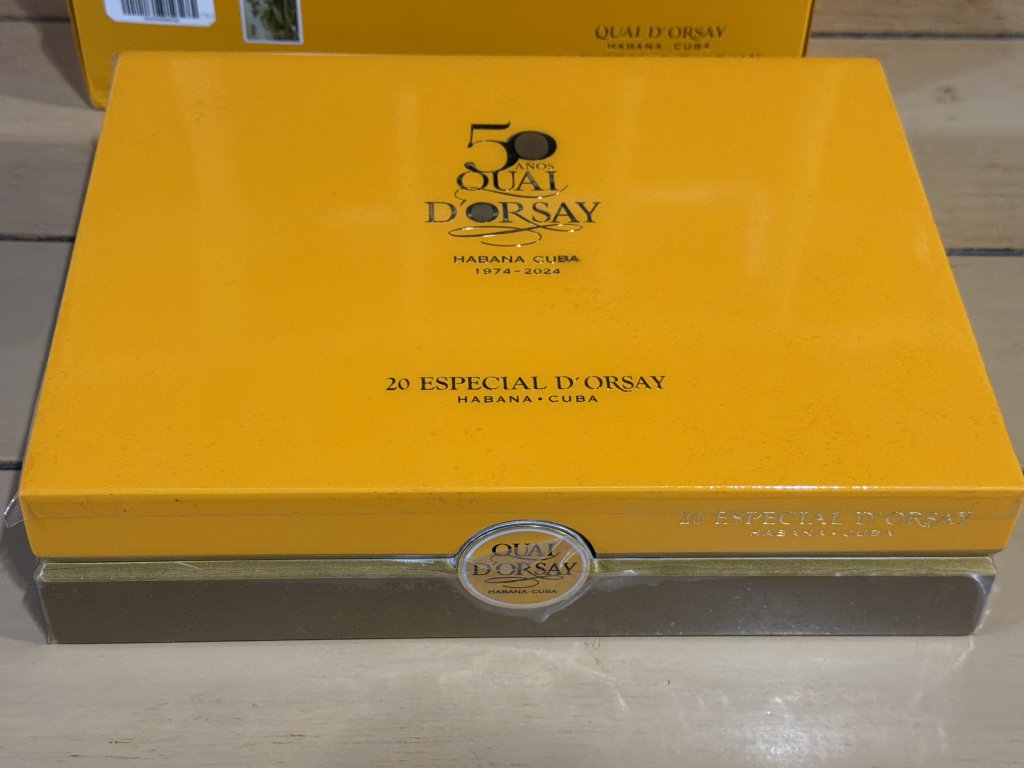 QUAI D'ORSAY
HABANA CUBA
50
AÑOS
QUAI
D'ORSAY
HABANA CUBA
1974-2024
20 ESPECIAL D'ORSAY
HABANA • CUBA
20 ESPECIAL D'ORSAY
HABANA • CUBA
QUAI
D'ORSAY
HABANA CUBA